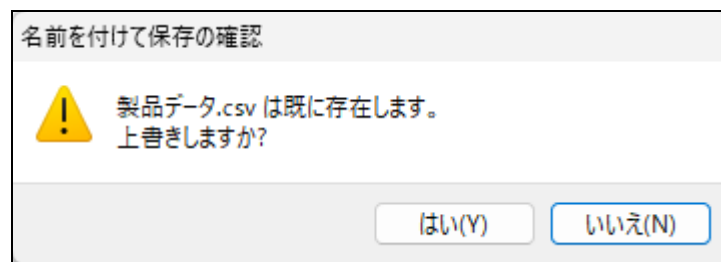 名前を付けて保存の確認
製品データ.csv は既に存在します。
上書きしますか?
はい(Y)
いいえ(N)